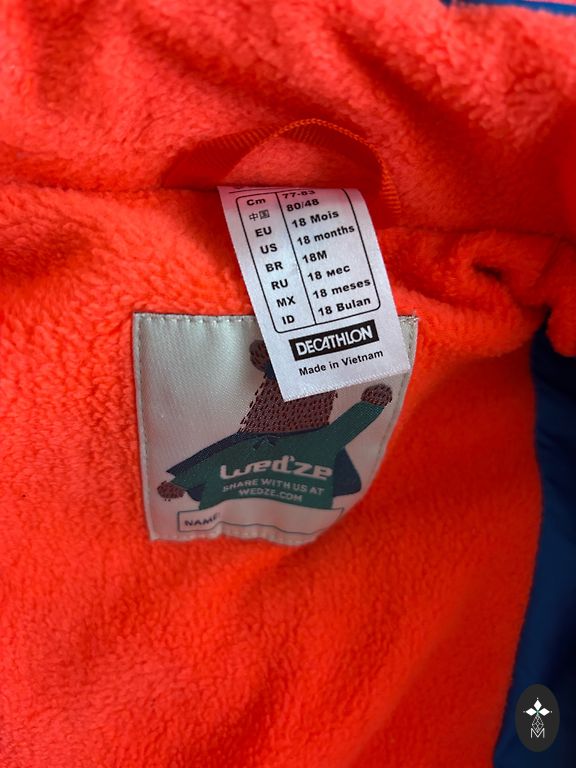 Cm 77-83
中国 80/48
EU 18 Mois
US 18 months
BR 18M
RU 18 мес
MX 18 meses
ID 18 Bulan
DECATHLON
Made in Vietnam
Wed'ze
SHARE WITH US AT
WEDZE.COM
NAME
M